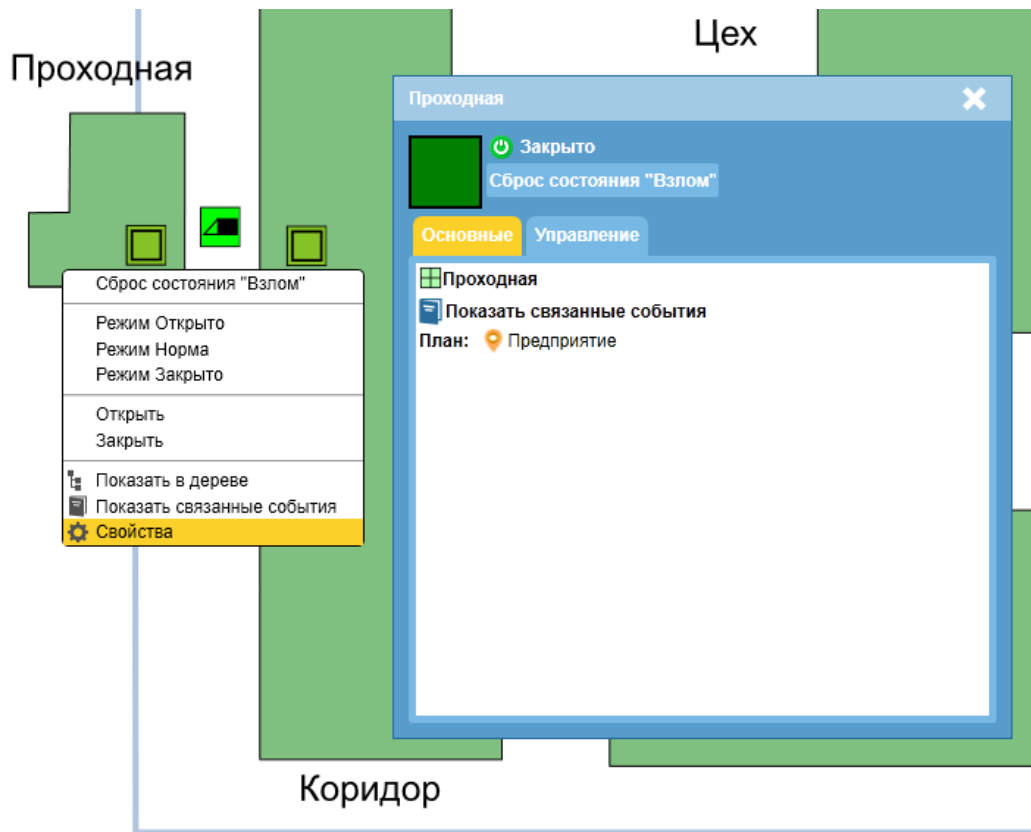 Цех
Проходная
Проходная
Закрыто
Сброс состояния "Взлом"
Основные Управление
Проходная
Показать связанные события
План: Предприятие
Сброс состояния "Взлом"
Режим Открыто
Режим Норма
Режим Закрыто
Открыть
Закрыть
Показать в дереве
Показать связанные события
Свойства
Коридор